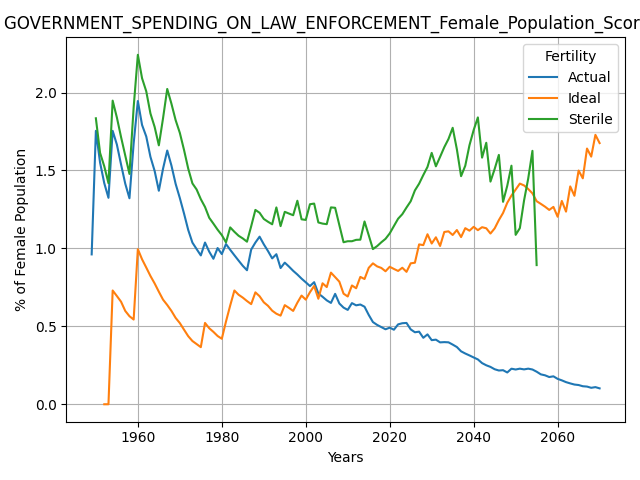 GOVERNMENT_SPENDING_ON_LAW_ENFORCEMENT_Female_Population_Scor
Fertility
Actual
Ideal
Sterile
% of Female Population
2.0
1.5
1.0
0.5
0.0
1960 1980 2000 2020 2040 2060
Years